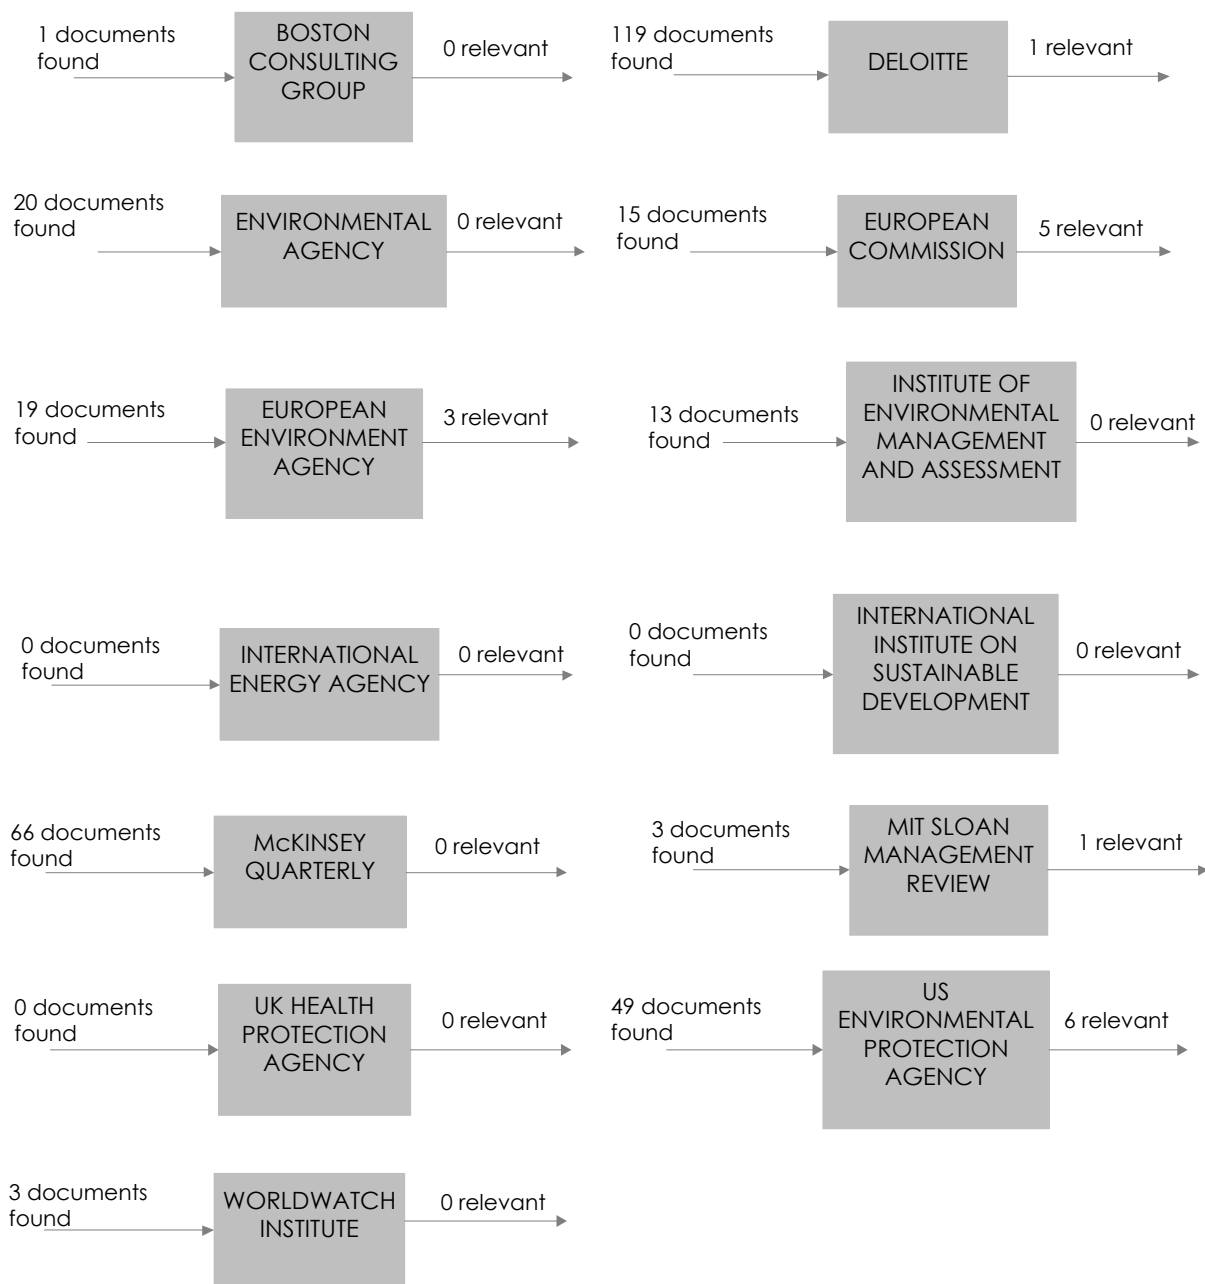 1 documents
found
BOSTON
CONSULTING
GROUP
0 relevant
119 documents
found
DELOITTE
1 relevant
20 documents
found
ENVIRONMENTAL
AGENCY
0 relevant
15 documents
found
EUROPEAN
COMMISSION
5 relevant
19 documents
found
EUROPEAN
ENVIRONMENT
AGENCY
3 relevant
13 documents
found
INSTITUTE OF
ENVIRONMENTAL
MANAGEMENT
AND ASSESSMENT
0 relevant
0 documents
found
INTERNATIONAL
ENERGY AGENCY
0 relevant
0 documents
found
INTERNATIONAL
INSTITUTE ON
SUSTAINABLE
DEVELOPMENT
0 relevant
66 documents
found
McKINSEY
QUARTERLY
0 relevant
3 documents
found
MIT SLOAN
MANAGEMENT
REVIEW
1 relevant
0 documents
found
UK HEALTH
PROTECTION
AGENCY
0 relevant
49 documents
found
US
ENVIRONMENTAL
PROTECTION
AGENCY
6 relevant
3 documents
found
WORLDWATCH
INSTITUTE
0 relevant